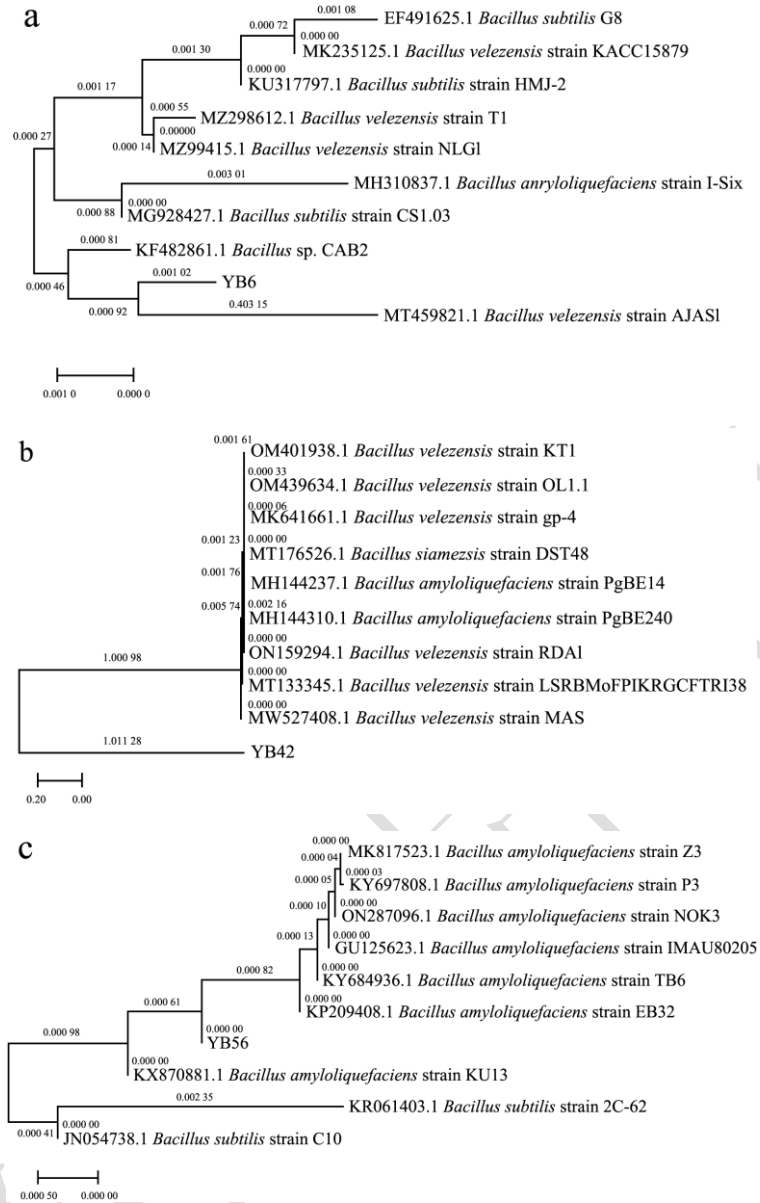 a
0.001 08
EF491625.1 Bacillus subtilis G8
0.000 72
0.000 00
MK235125.1 Bacillus velezensis strain KACC15879
0.001 30
0.000 00
KU317797.1 Bacillus subtilis strain HMJ-2
0.001 17
0.000 55
MZ298612.1 Bacillus velezensis strain T1
0.00000
0.000 14
MZ99415.1 Bacillus velezensis strain NLGl
0.000 27
0.003 01
MH310837.1 Bacillus anryloliquefaciens strain I-Six
0.000 00
0.000 88
MG928427.1 Bacillus subtilis strain CS1.03
0.000 81
KF482861.1 Bacillus sp. CAB2
0.000 46
0.001 02
YB6
0.000 92
0.403 15
MT459821.1 Bacillus velezensis strain AJASl
0.001 0 0.000 0
b
0.001 61
OM401938.1 Bacillus velezensis strain KT1
0.000 33
OM439634.1 Bacillus velezensis strain OL1.1
0.000 06
MK641661.1 Bacillus velezensis strain gp-4
0.001 23
0.000 00
MT176526.1 Bacillus siamezsis strain DST48
0.001 76
MH144237.1 Bacillus amyloliquefaciens strain PgBE14
0.005 74
0.002 16
MH144310.1 Bacillus amyloliquefaciens strain PgBE240
0.000 00
ON159294.1 Bacillus velezensis strain RDAl
1.000 98
0.000 00
MT133345.1 Bacillus velezensis strain LSRBMoFPIKRGCFTRI38
0.000 00
MW527408.1 Bacillus velezensis strain MAS
1.011 28
YB42
0.20 0.00
c
0.000 00
MK817523.1 Bacillus amyloliquefaciens strain Z3
0.000 04
0.000 03
KY697808.1 Bacillus amyloliquefaciens strain P3
0.000 05
0.000 00
ON287096.1 Bacillus amyloliquefaciens strain NOK3
0.000 10
0.000 00
GU125623.1 Bacillus amyloliquefaciens strain IMAU80205
0.000 13
0.000 00
KY684936.1 Bacillus amyloliquefaciens strain TB6
0.000 82
0.000 00
KP209408.1 Bacillus amyloliquefaciens strain EB32
0.000 61
0.000 00
YB56
0.000 98
0.000 00
KX870881.1 Bacillus amyloliquefaciens strain KU13
0.002 35
KR061403.1 Bacillus subtilis strain 2C-62
0.000 41
0.000 00
JN054738.1 Bacillus subtilis strain C10
0.000 50 0.000 00